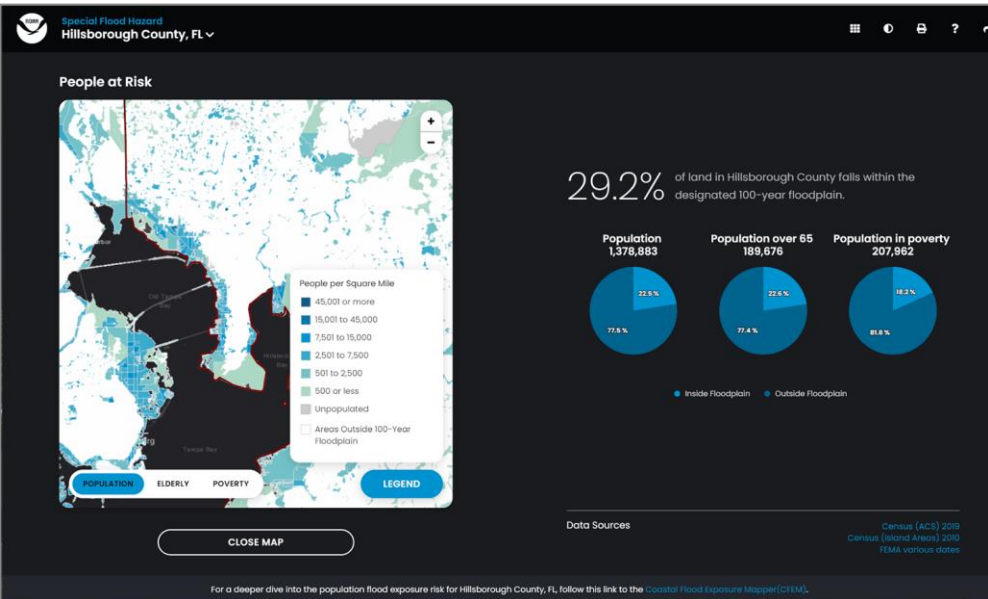 Special Flood Hazard
Hillsborough County, FL
?
People at Risk
+
−
Old Tampa
Bay
Tampa Bay
People per Square Mile
45,001 or more
15,001 to 45,000
7,501 to 15,000
2,501 to 7,500
501 to 2,500
500 or less
Unpopulated
Areas Outside 100-Year
Floodplain
POPULATION ELDERLY POVERTY
LEGEND
CLOSE MAP
29.2% of land in Hillsborough County falls within the
designated 100-year floodplain.
Population
1,378,883
22.5%
77.5%
Population over 65
189,676
22.6%
77.4%
Population in poverty
207,962
18.2%
81.8%
Inside Floodplain Outside Floodplain
Data Sources
Census (ACS) 2019
Census (Island Areas) 2010
FEMA various dates
For a deeper dive into the population flood exposure risk for Hillsborough County, FL, follow this link to the Coastal Flood Exposure Mapper(CFEM).